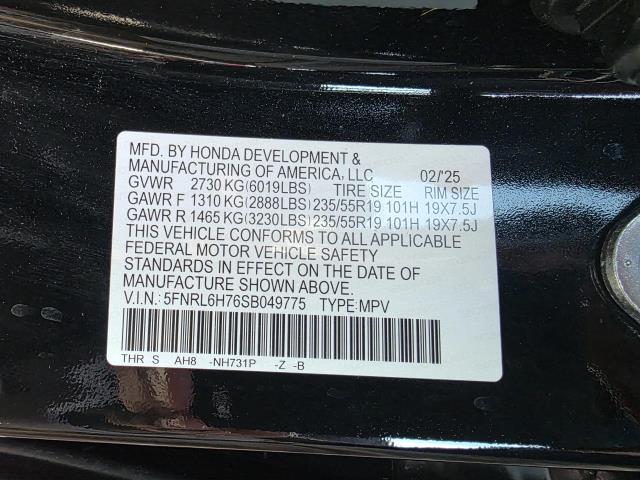 MFD. BY HONDA DEVELOPMENT &
MANUFACTURING OF AMERICA, LLC 02/'25
GVWR 2730 KG(6019LBS) TIRE SIZE RIM SIZE
GAWR F 1310 KG(2888LBS) 235/55R19 101H 19X7.5J
GAWR R 1465 KG(3230LBS) 235/55R19 101H 19X7.5J
THIS VEHICLE CONFORMS TO ALL APPLICABLE
FEDERAL MOTOR VEHICLE SAFETY
STANDARDS IN EFFECT ON THE DATE OF
MANUFACTURE SHOWN ABOVE.
V.I.N.: 5FNRL6H76SB049775 TYPE:MPV
THR S AH8 -NH731P -Z -B